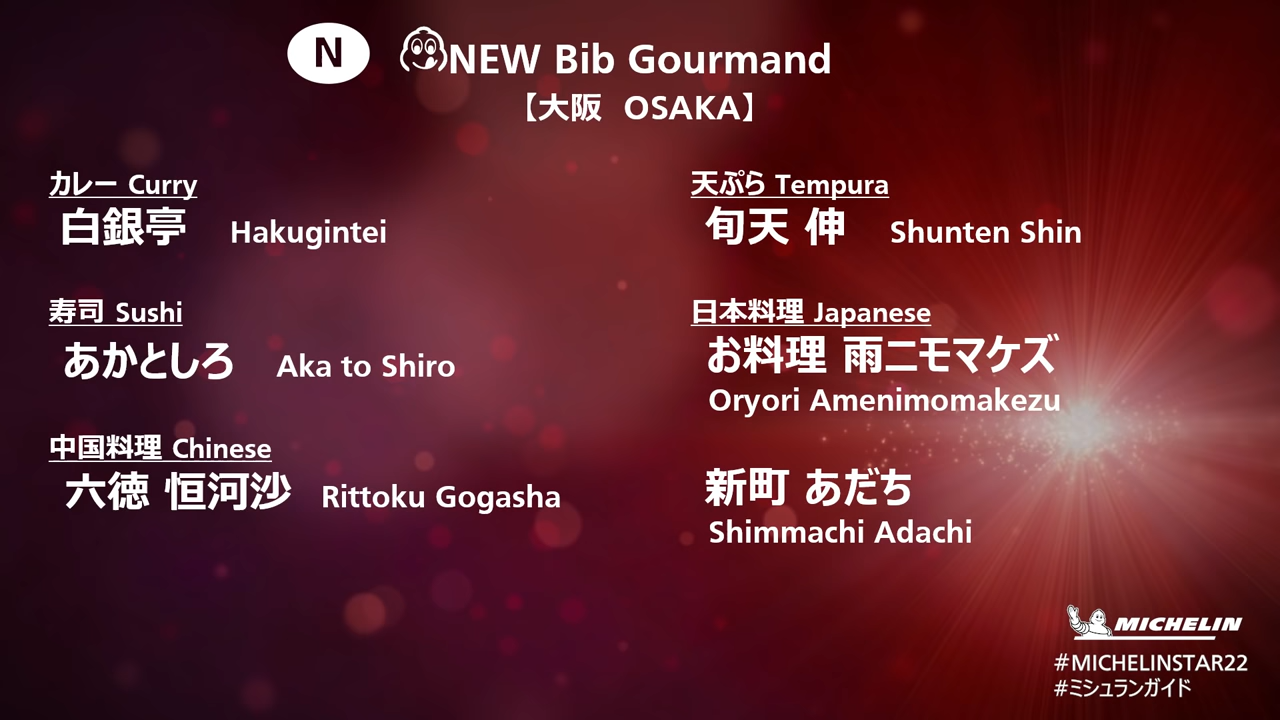 N NEW Bib Gourmand
【大阪 OSAKA】
カレー Curry
白銀亭 Hakugintei
寿司 Sushi
あかとしろ Aka to Shiro
中国料理 Chinese
六徳 恒河沙 Rittoku Gogasha
天ぷら Tempura
旬天 伸 Shunten Shin
日本料理 Japanese
お料理 雨ニモマケズ
Oryori Amenimomakezu
新町 あだち
Shimmachi Adachi
MICHELIN
#MICHELINSTAR22
#ミシュランガイド